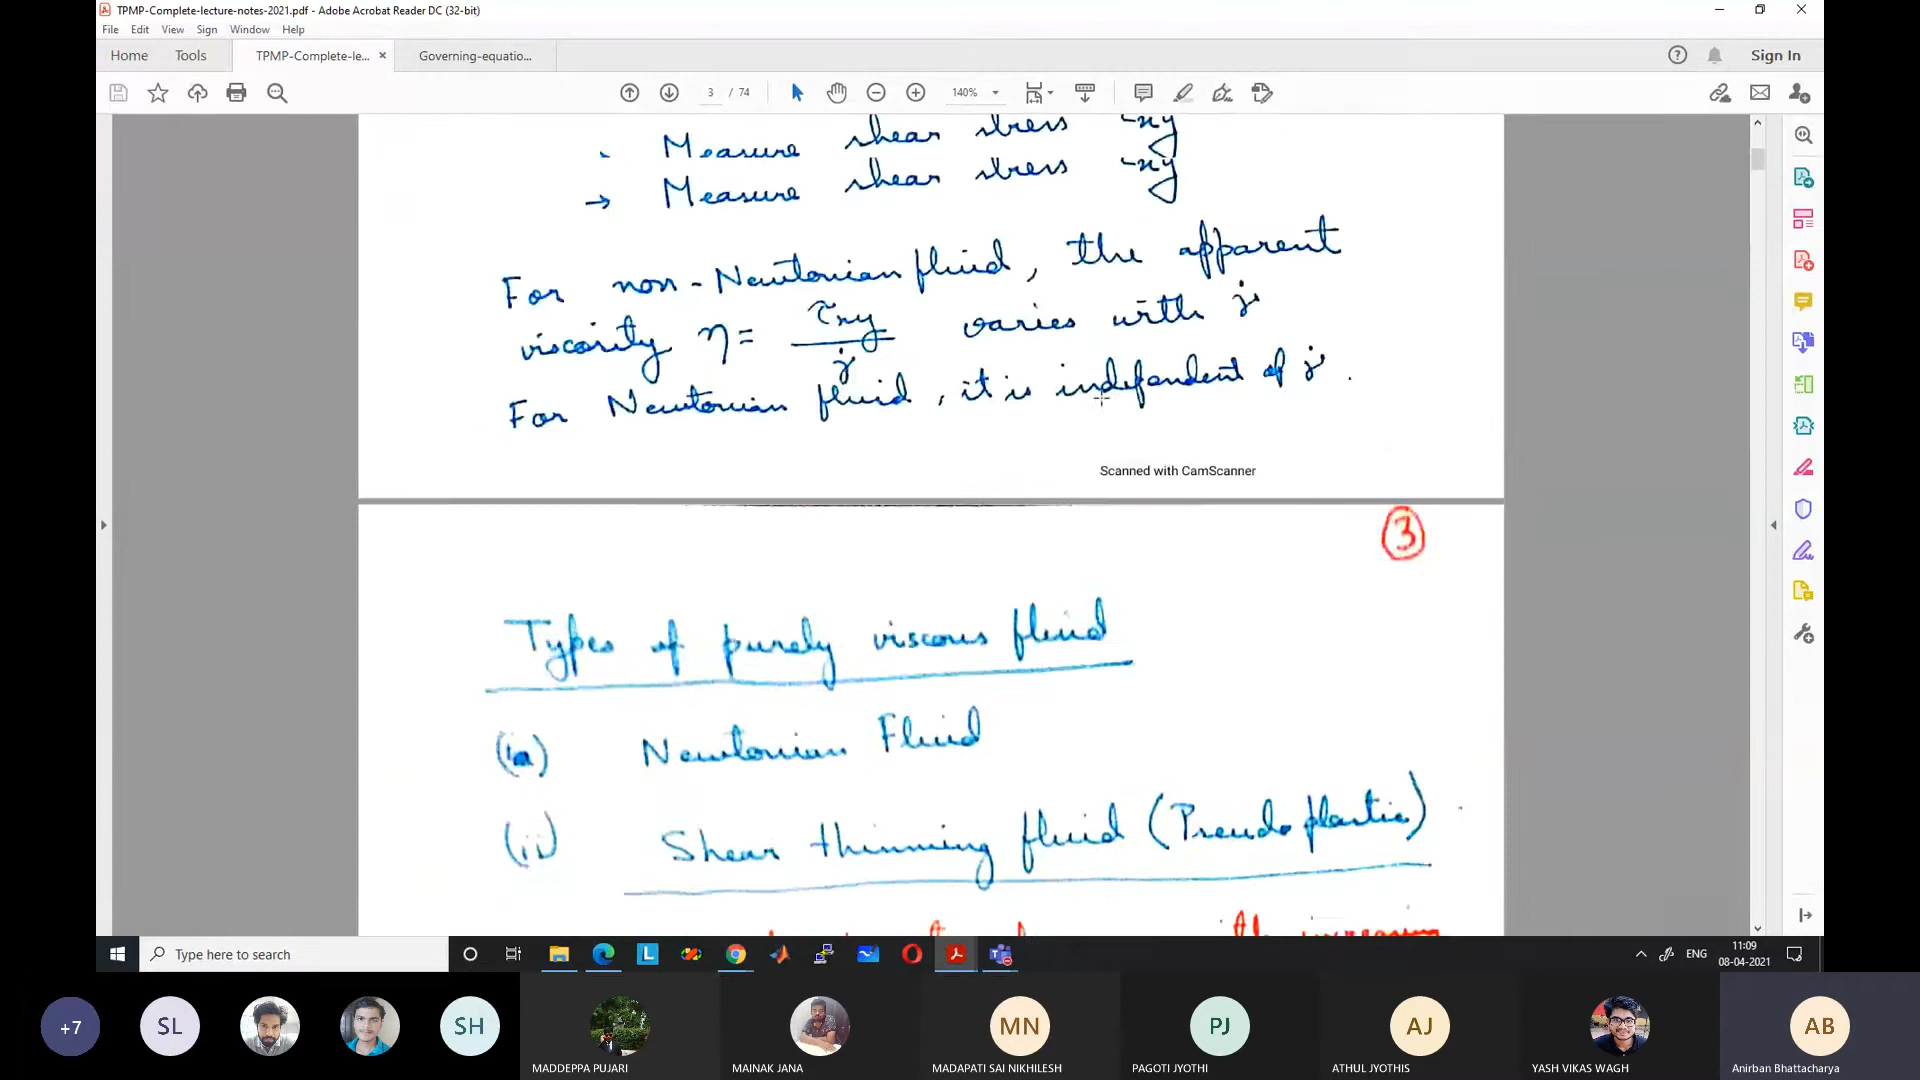 TPMP-Complete-lecture-notes-2021.pdf - Adobe Acrobat Reader DC (32-bit)
File Edit View Sign Window Help
Home Tools TPMP-Complete-le... × Governing-equatio... Sign In
3 / 74 140%
Measure shear stress
→ Measure shear stress
For non-Newtonian fluid, the apparent
viscosity η = τxy / γ̇ varies with γ̇
For Newtonian fluid, it is independent of γ̇.
Scanned with CamScanner
3
Types of purely viscous fluid
Newtonian Fluid
(ii) Shear thinning fluid (Pseudoplastic)
Type here to search
ENG 11:09
08-04-2021
+7 SL SH MN PJ AJ AB
MADDEPPA PUJARI MAINAK JANA MADAPATI SAI NIKHILESH PAGOTI JYOTHI ATHUL JYOTHIS YASH VIKAS WAGH Anirban Bhattacharya